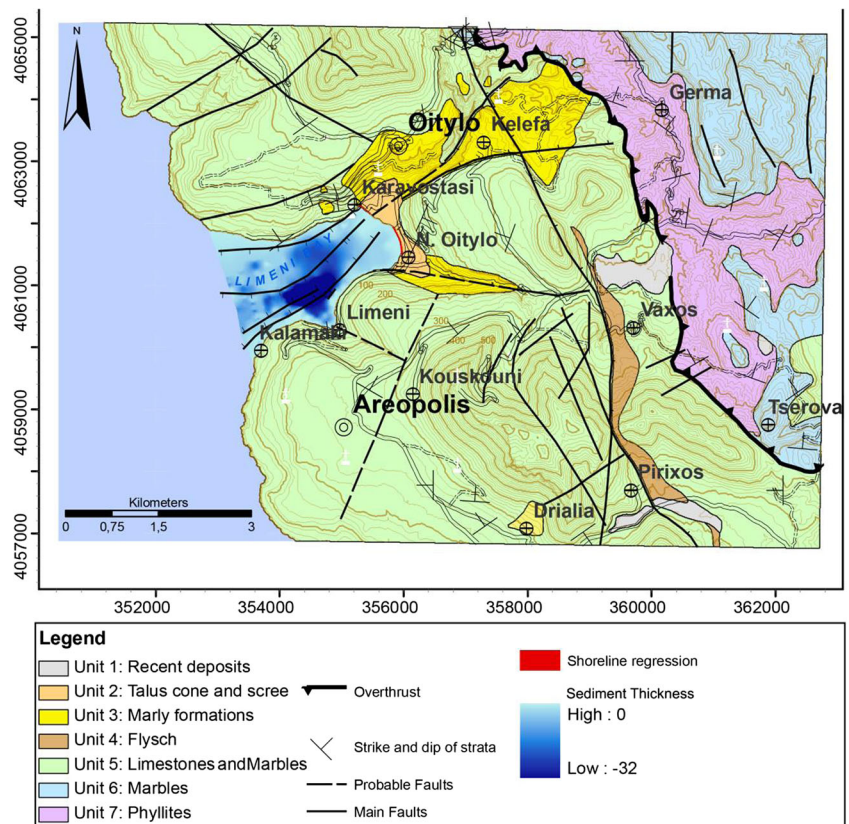 N
4065000
4063000
4061000
4059000
4057000
Germa
Oitylo
Kelefa
Karavostasi
N. Oitylo
LIMENI
100
200
300
400
500
Limeni
Vaxos
Kalamaki
Kouskouni
Areopolis
Tserova
Pirixos
Drialia
Kilometers
0 0,75 1,5 3
352000 354000 356000 358000 360000 362000
Legend
Unit 1: Recent deposits
Unit 2: Talus cone and scree
Unit 3: Marly formations
Unit 4: Flysch
Unit 5: Limestones andMarbles
Unit 6: Marbles
Unit 7: Phyllites
Overthrust
Strike and dip of strata
Probable Faults
Main Faults
Shoreline regression
Sediment Thickness
High : 0
Low : -32